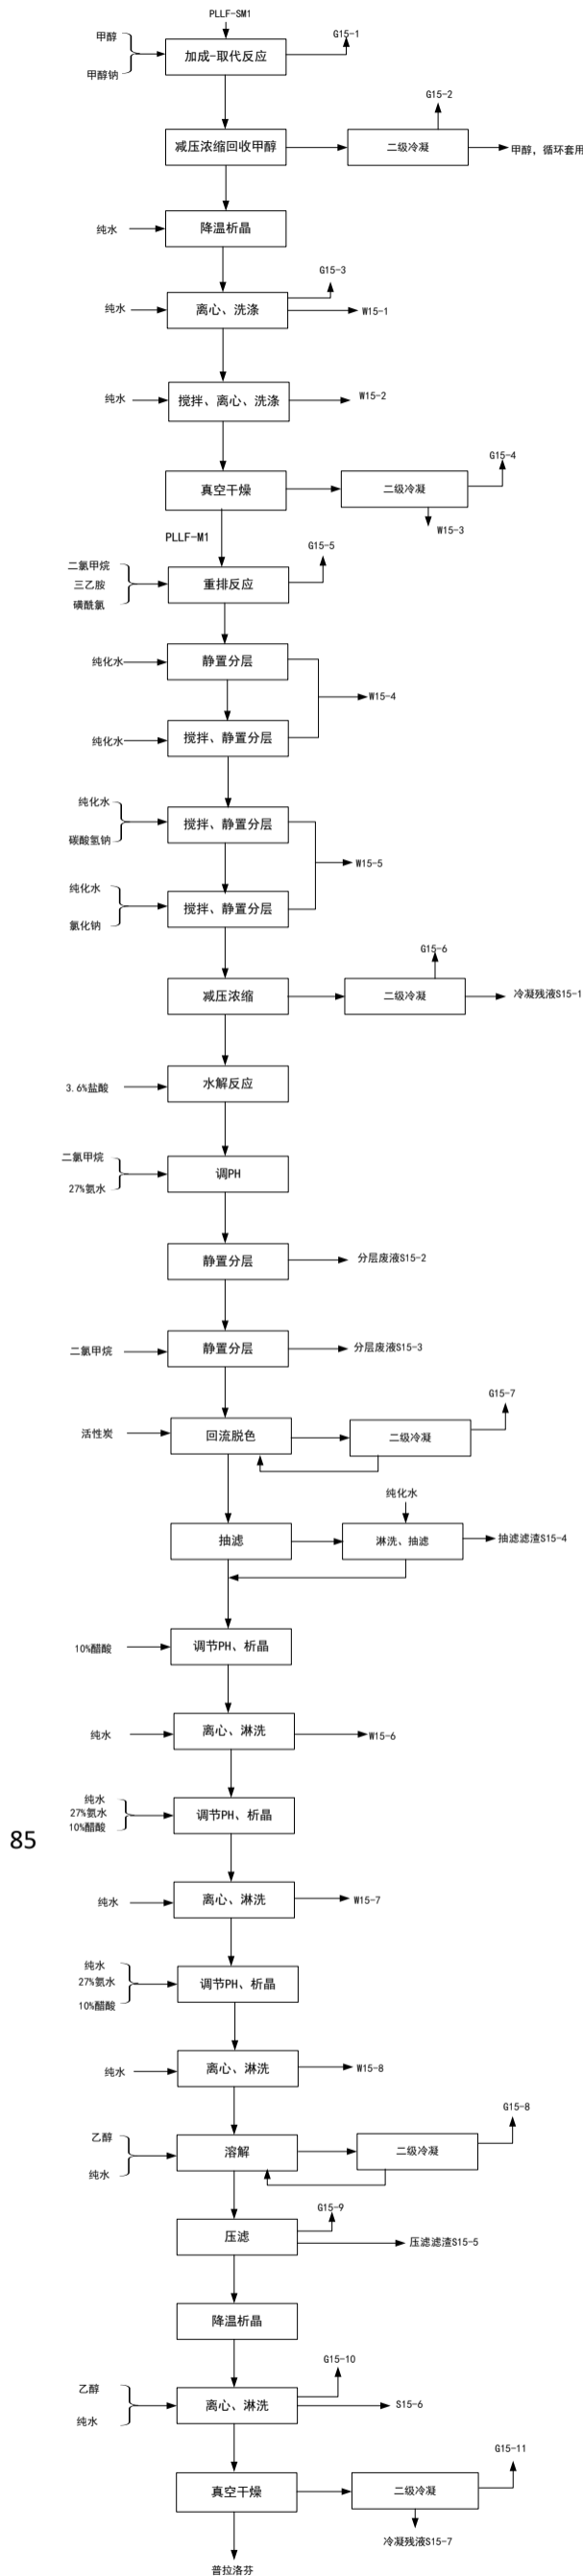 PLLF-SM1
甲醇
甲醇钠
加成-取代反应
G15-1
G15-2
减压浓缩回收甲醇
二级冷凝
甲醇，循环套用
纯水
降温析晶
G15-3
纯水
离心、洗涤
W15-1
纯水
搅拌、离心、洗涤
W15-2
G15-4
真空干燥
二级冷凝
W15-3
PLLF-M1
G15-5
二氯甲烷
三乙胺
磺酰氯
重排反应
纯化水
静置分层
W15-4
纯化水
搅拌、静置分层
纯化水
碳酸氢钠
搅拌、静置分层
W15-5
纯化水
氯化钠
搅拌、静置分层
G15-6
减压浓缩
二级冷凝
冷凝残液S15-1
3.6%盐酸
水解反应
二氯甲烷
27%氨水
调PH
静置分层
分层废液S15-2
二氯甲烷
静置分层
分层废液S15-3
G15-7
活性炭
回流脱色
二级冷凝
纯化水
抽滤
淋洗、抽滤
抽滤滤渣S15-4
10%醋酸
调节PH、析晶
纯水
离心、淋洗
W15-6
纯水
27%氨水
10%醋酸
调节PH、析晶
85
纯水
离心、淋洗
W15-7
纯水
27%氨水
10%醋酸
调节PH、析晶
纯水
离心、淋洗
W15-8
G15-8
乙醇
纯水
溶解
二级冷凝
G15-9
压滤
压滤滤渣S15-5
降温析晶
G15-10
乙醇
纯水
离心、淋洗
S15-6
G15-11
真空干燥
二级冷凝
冷凝残液S15-7
普拉洛芬